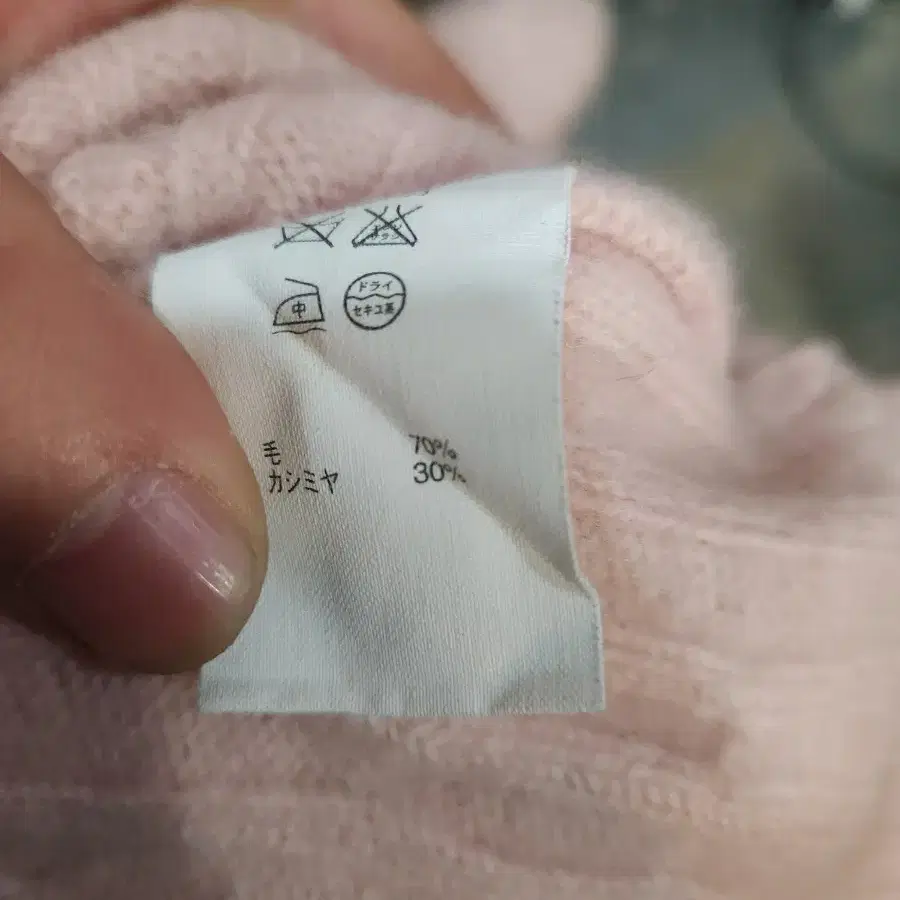 中
ドライ
セキユ系
毛 70%
カシミヤ 30%